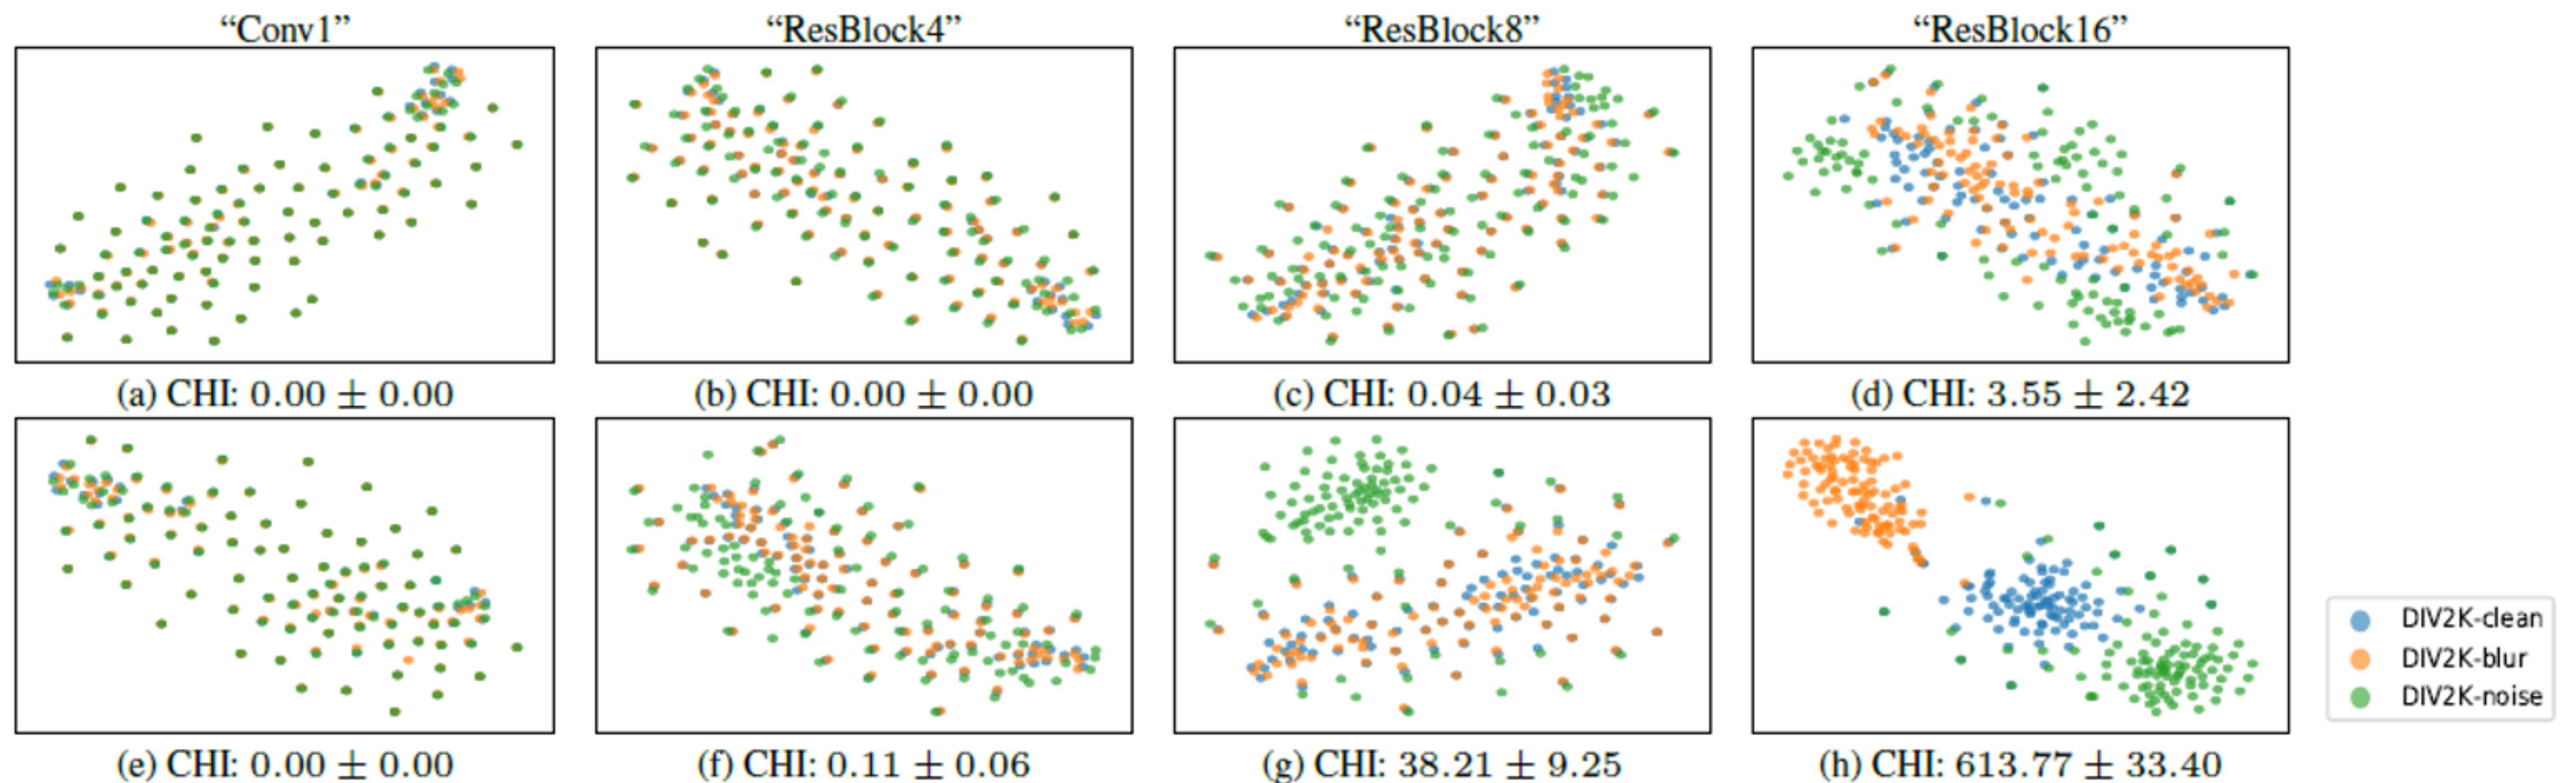 “Conv1” “ResBlock4” “ResBlock8” “ResBlock16”
(a) CHI: 0.00 ± 0.00 (b) CHI: 0.00 ± 0.00 (c) CHI: 0.04 ± 0.03 (d) CHI: 3.55 ± 2.42
DIV2K-clean
DIV2K-blur
DIV2K-noise
(e) CHI: 0.00 ± 0.00 (f) CHI: 0.11 ± 0.06 (g) CHI: 38.21 ± 9.25 (h) CHI: 613.77 ± 33.40